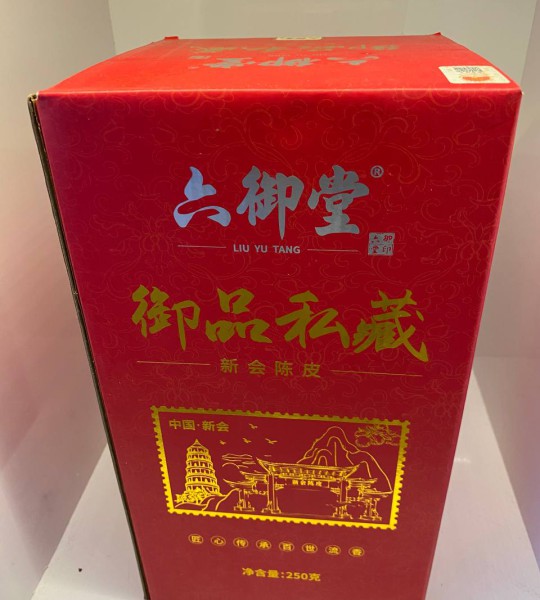 六御堂®
LIU YU TANG
御品私藏
新会陈皮
中国·新会
匠心传承百世流香
净含量:250克